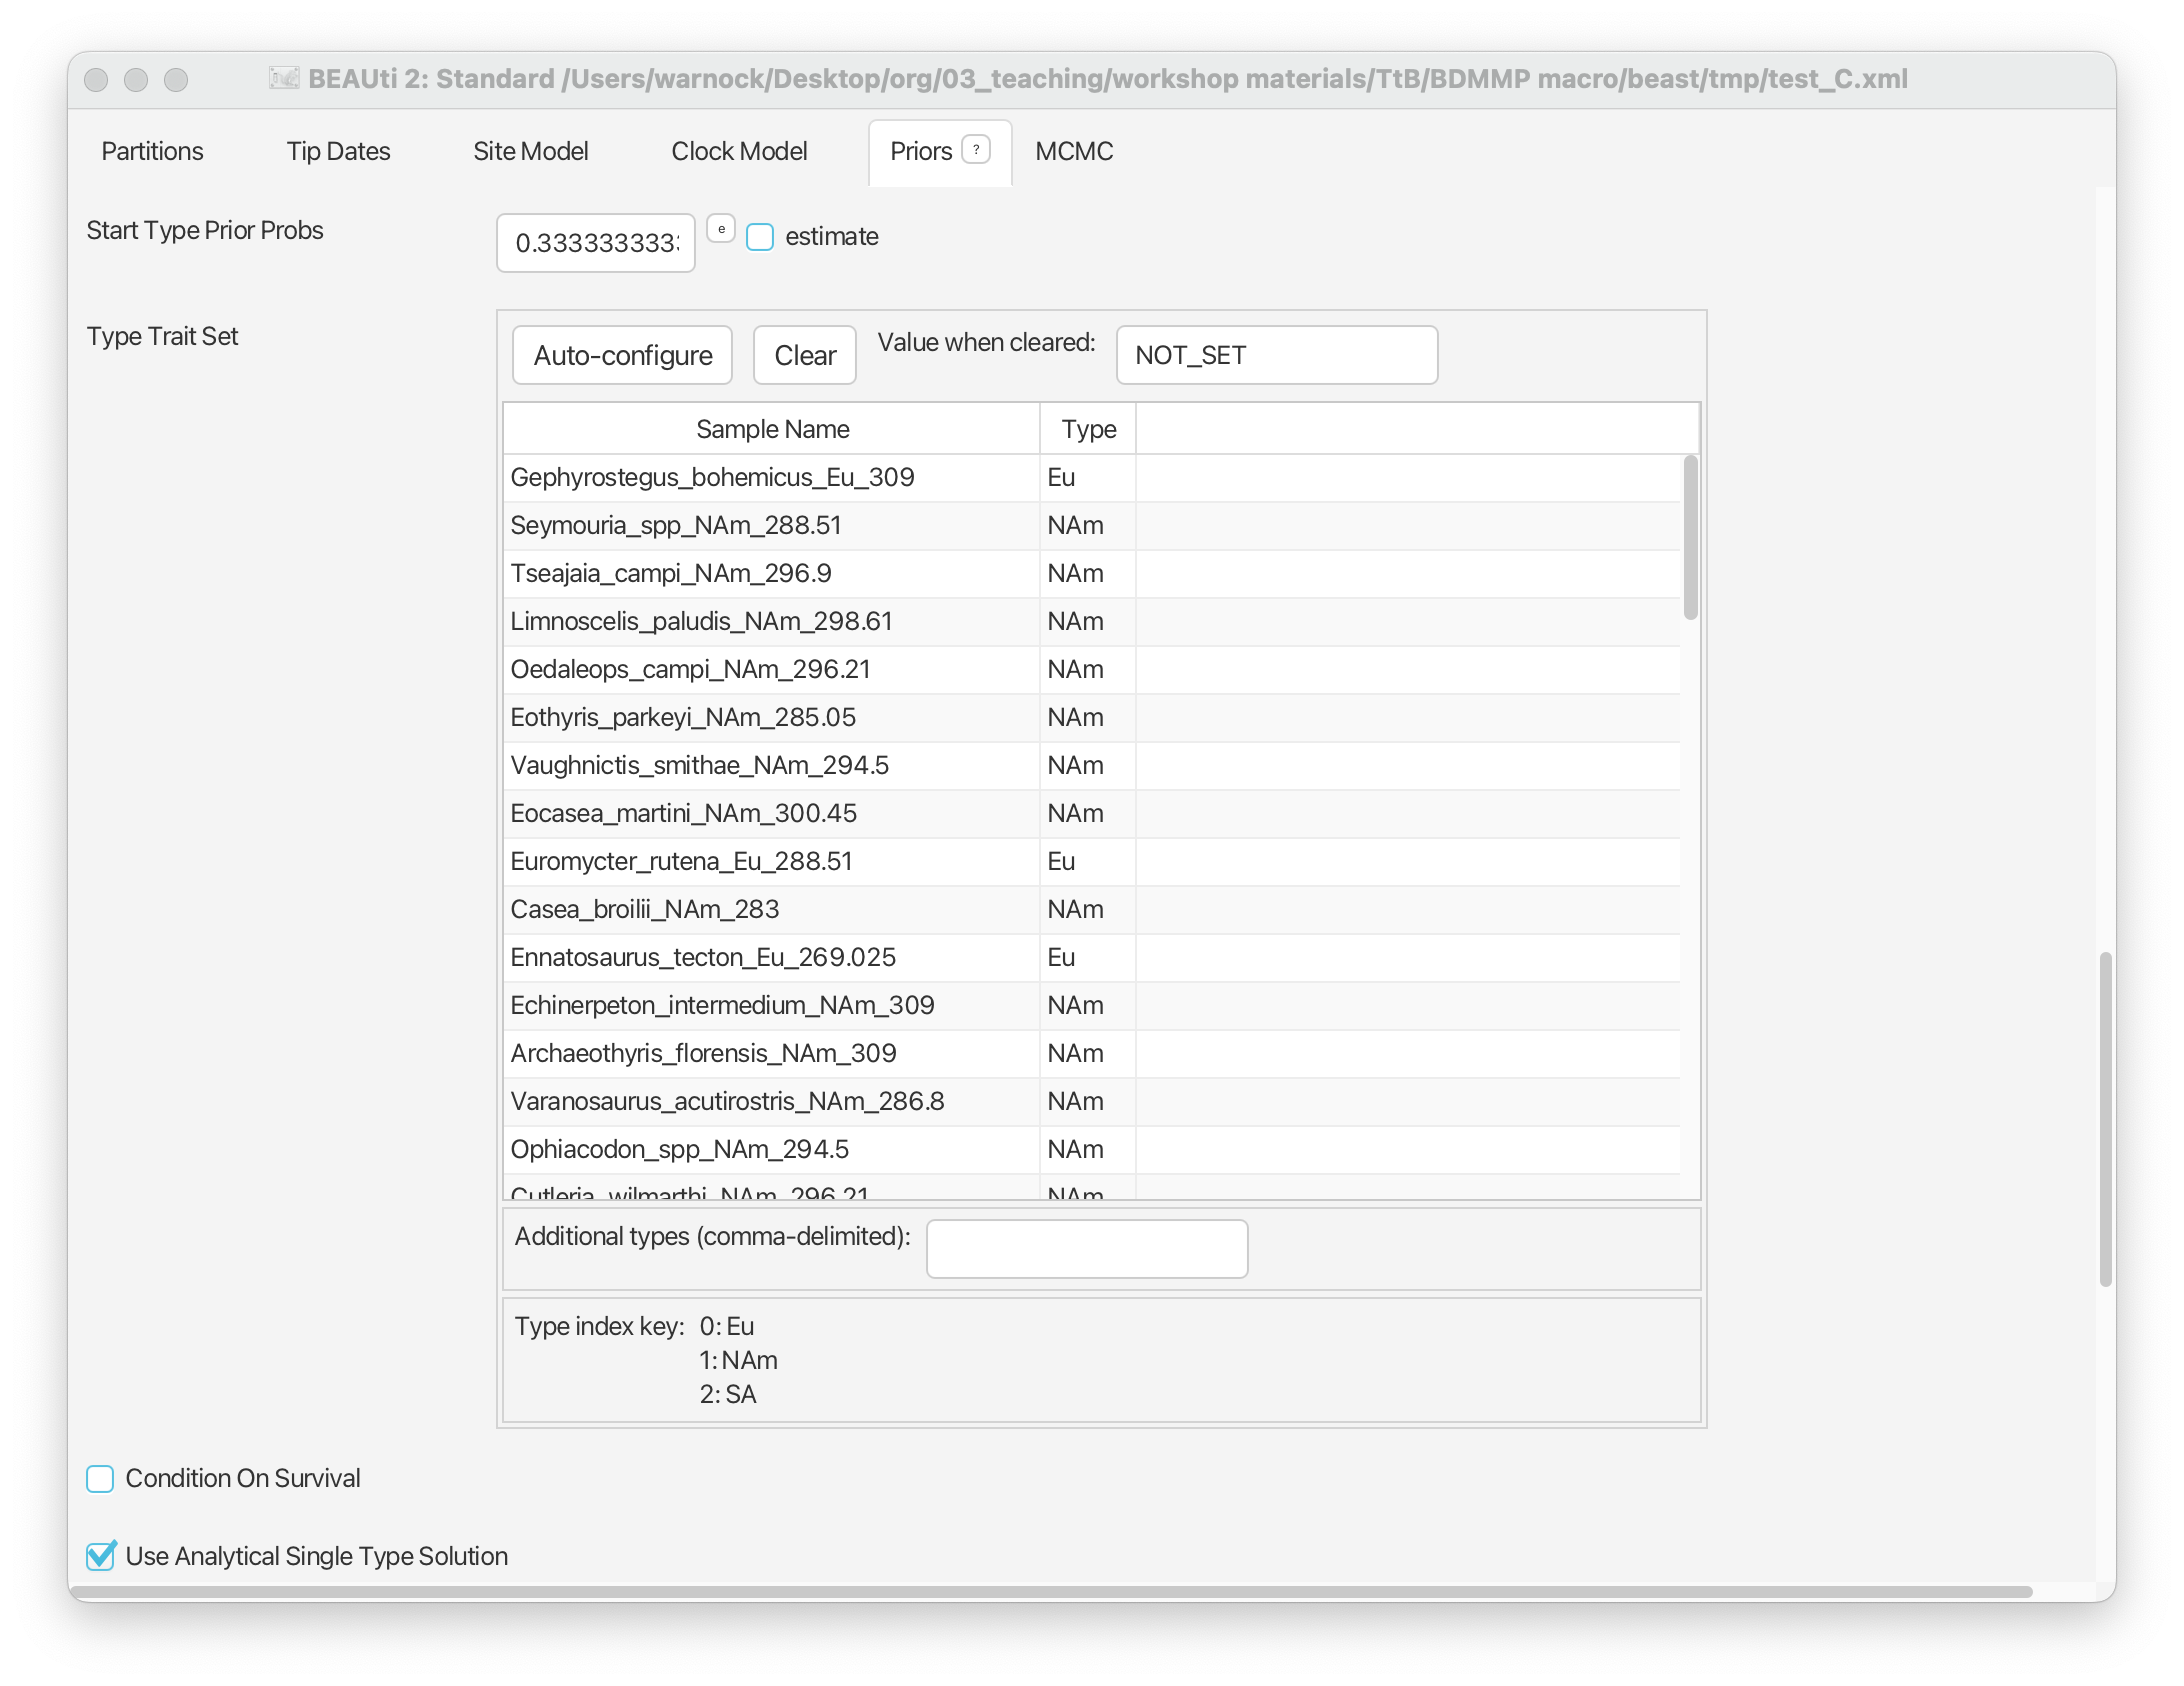 BEAUti 2: Standard /Users/warnock/Desktop/org/03_teaching/workshop materials/TtB/BDMMP macro/beast/tmp/test_C.xml
Partitions Tip Dates Site Model Clock Model Priors ? MCMC
Start Type Prior Probs 0.3333333333 e estimate
Type Trait Set Auto-configure Clear Value when cleared: NOT_SET
Sample Name Type
Gephyrostegus_bohemicus_Eu_309 Eu
Seymouria_spp_NAm_288.51 NAm
Tseajaia_campi_NAm_296.9 NAm
Limnoscelis_paludis_NAm_298.61 NAm
Oedaleops_campi_NAm_296.21 NAm
Eothyris_parkeyi_NAm_285.05 NAm
Vaughnictis_smithae_NAm_294.5 NAm
Eocasea_martini_NAm_300.45 NAm
Euromycter_rutena_Eu_288.51 Eu
Casea_broilii_NAm_283 NAm
Ennatosaurus_tecton_Eu_269.025 Eu
Echinerpeton_intermedium_NAm_309 NAm
Archaeothyris_florensis_NAm_309 NAm
Varanosaurus_acutirostris_NAm_286.8 NAm
Ophiacodon_spp_NAm_294.5 NAm
Cutleria_wilmarthi_NAm_296.21 NAm
Additional types (comma-delimited):
Type index key: 0: Eu
1: NAm
2: SA
Condition On Survival
Use Analytical Single Type Solution